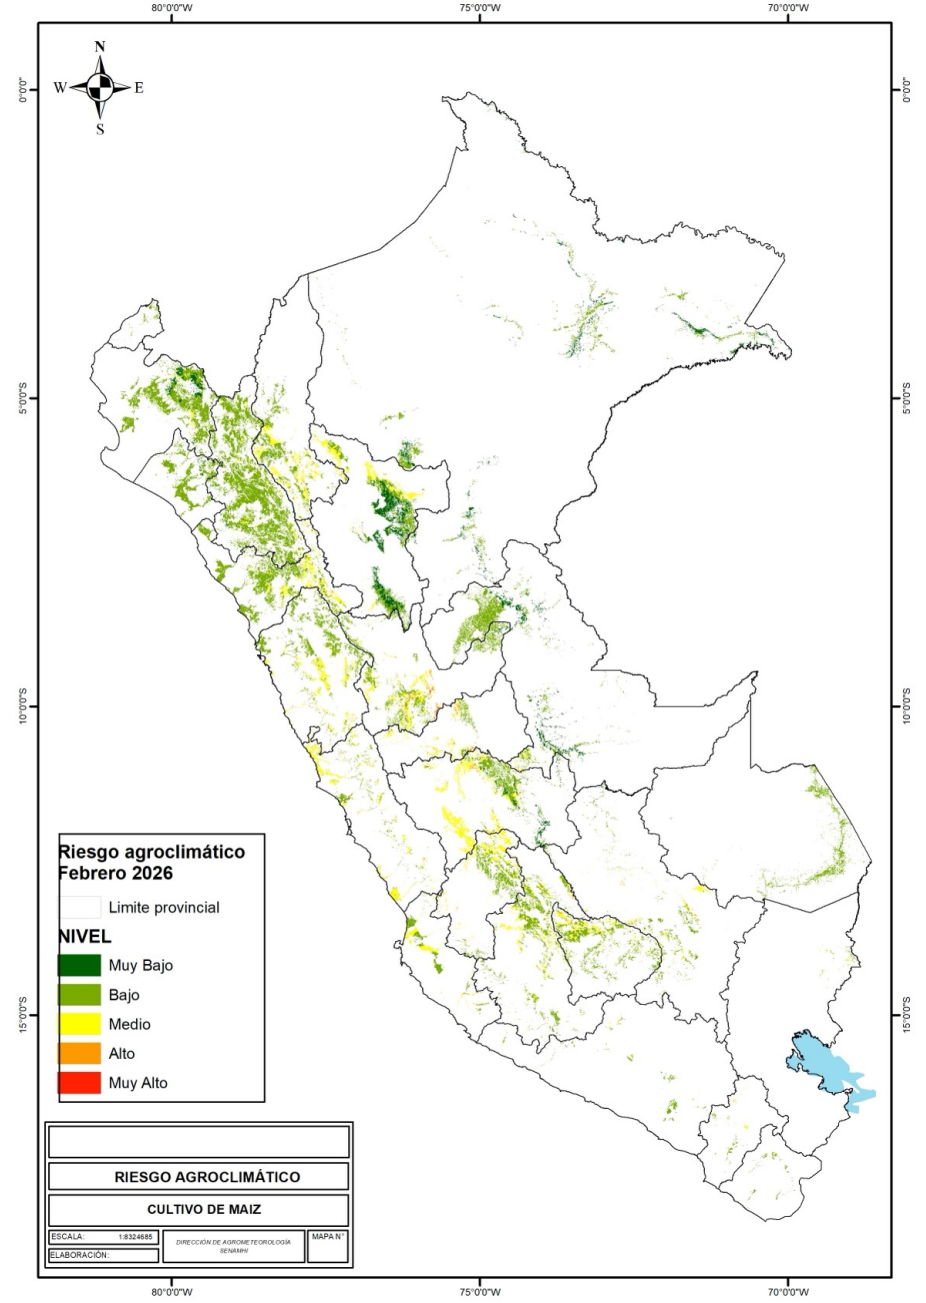 80°0'0"W
75°0'0"W
70°0'0"W
N
W
E
S
0°0'0"
0°0'0"
5°0'0"S
5°0'0"S
10°0'0"S
10°0'0"S
15°0'0"S
15°0'0"S
Riesgo agroclimático
Febrero 2026
Limite provincial
NIVEL
Muy Bajo
Bajo
Medio
Alto
Muy Alto
RIESGO AGROCLIMÁTICO
CULTIVO DE MAIZ
ESCALA: 1:8324685
ELABORACIÓN:
DIRECCIÓN DE AGROMETEOROLOGÍA
SENAMHI
MAPA N°
80°0'0"W
75°0'0"W
70°0'0"W